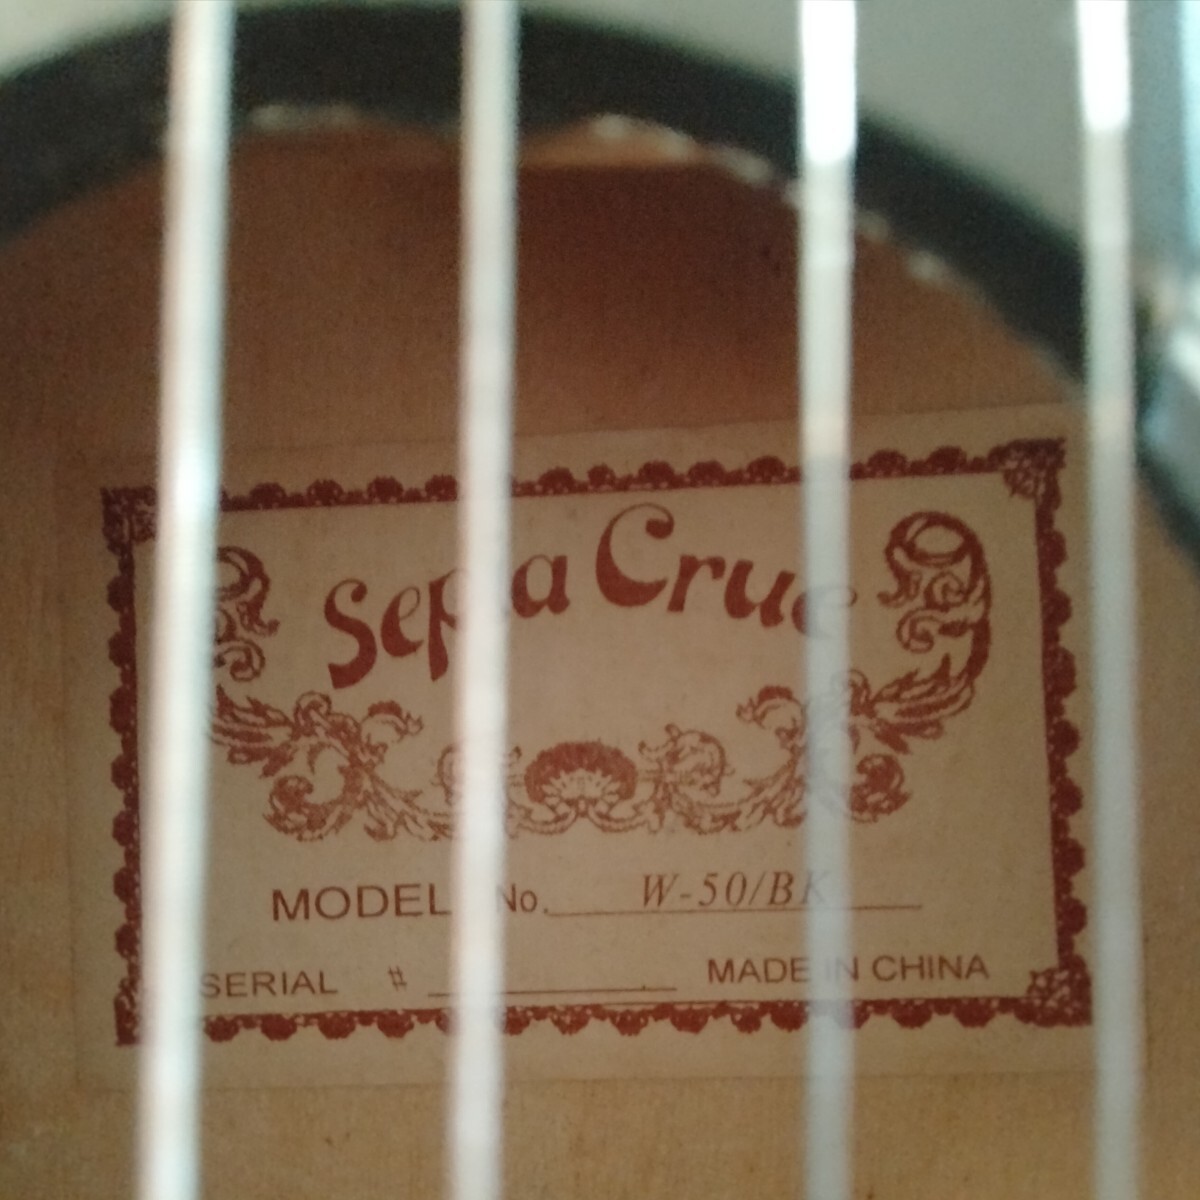 Sepia Crue
MODEL No. W-50/BK
SERIAL # MADE IN CHINA